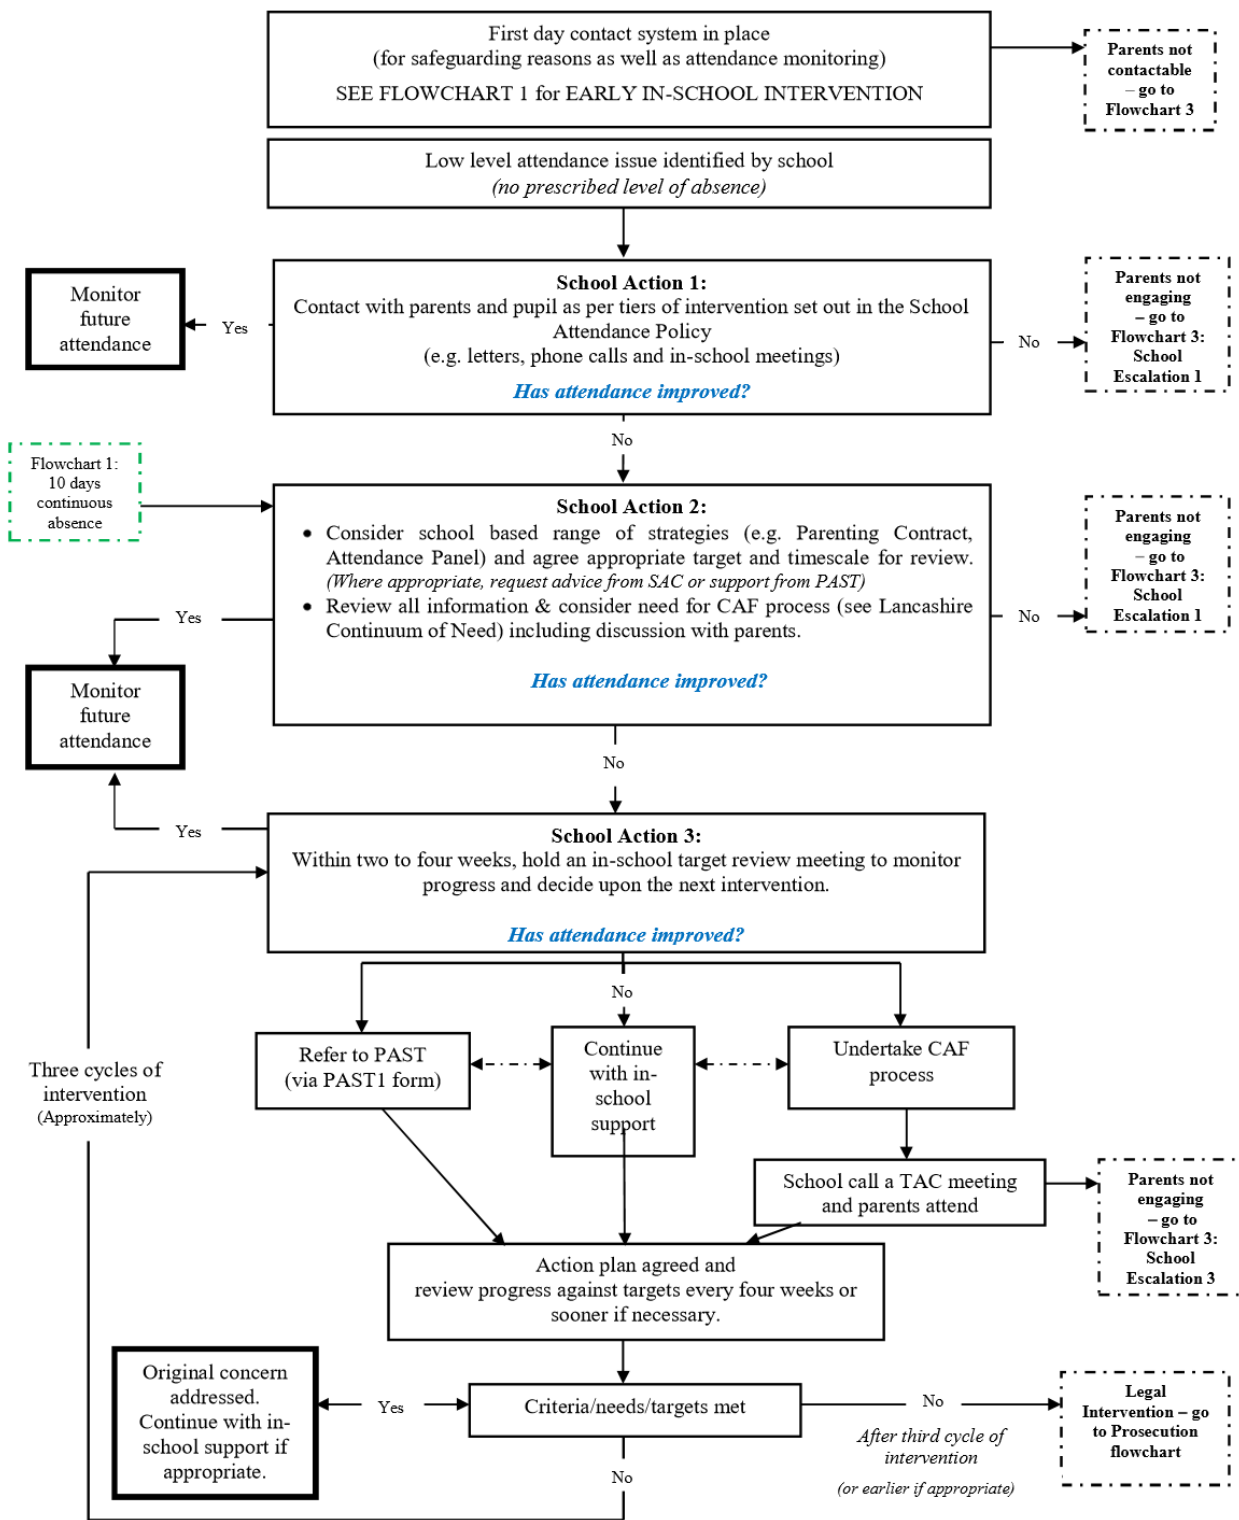 First day contact system in place
(for safeguarding reasons as well as attendance monitoring)
SEE FLOWCHART 1 for EARLY IN-SCHOOL INTERVENTION
Parents not
contactable
– go to
Flowchart 3
Low level attendance issue identified by school
(no prescribed level of absence)
School Action 1:
Contact with parents and pupil as per tiers of intervention set out in the School
Attendance Policy
(e.g. letters, phone calls and in-school meetings)
Has attendance improved?
Monitor
future
attendance
Yes
No
Parents not
engaging
– go to
Flowchart 3:
School
Escalation 1
No
Flowchart 1:
10 days
continuous
absence
School Action 2:
• Consider school based range of strategies (e.g. Parenting Contract,
Attendance Panel) and agree appropriate target and timescale for review.
(Where appropriate, request advice from SAC or support from PAST)
• Review all information & consider need for CAF process (see Lancashire
Continuum of Need) including discussion with parents.
Has attendance improved?
Yes
No
Parents not
engaging
– go to
Flowchart 3:
School
Escalation 1
Monitor
future
attendance
No
Yes
School Action 3:
Within two to four weeks, hold an in-school target review meeting to monitor
progress and decide upon the next intervention.
Has attendance improved?
No
Refer to PAST
(via PAST1 form)
Continue
with in-
school
support
Undertake CAF
process
Three cycles of
intervention
(Approximately)
School call a TAC meeting
and parents attend
Parents not
engaging
– go to
Flowchart 3:
School
Escalation 3
Action plan agreed and
review progress against targets every four weeks or
sooner if necessary.
Original concern
addressed.
Continue with in-
school support if
appropriate.
Yes
Criteria/needs/targets met
No
After third cycle of
intervention
(or earlier if appropriate)
Legal
Intervention – go
to Prosecution
flowchart
No